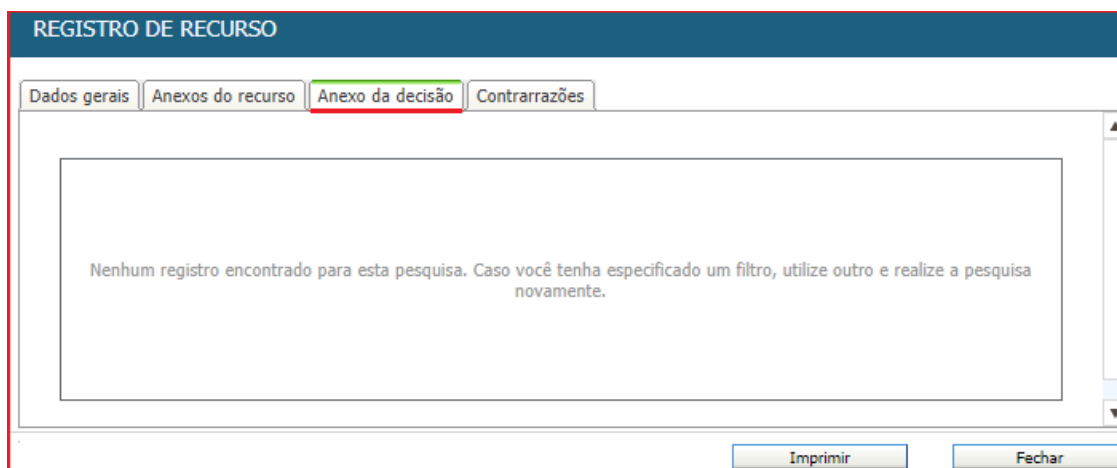 REGISTRO DE RECURSO
Dados gerais
Anexos do recurso
Anexo da decisão
Contrarrazões
Nenhum registro encontrado para esta pesquisa. Caso você tenha especificado um filtro, utilize outro e realize a pesquisa
novamente.
Imprimir
Fechar